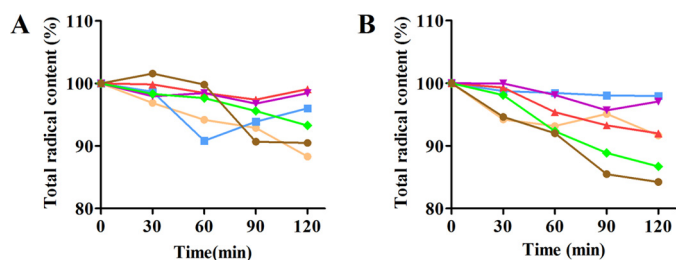 A
Total radical content (%)
110
100
90
80
0 30 60 90 120
Time(min)
B
Total radical content (%)
110
100
90
80
0 30 60 90 120
Time (min)